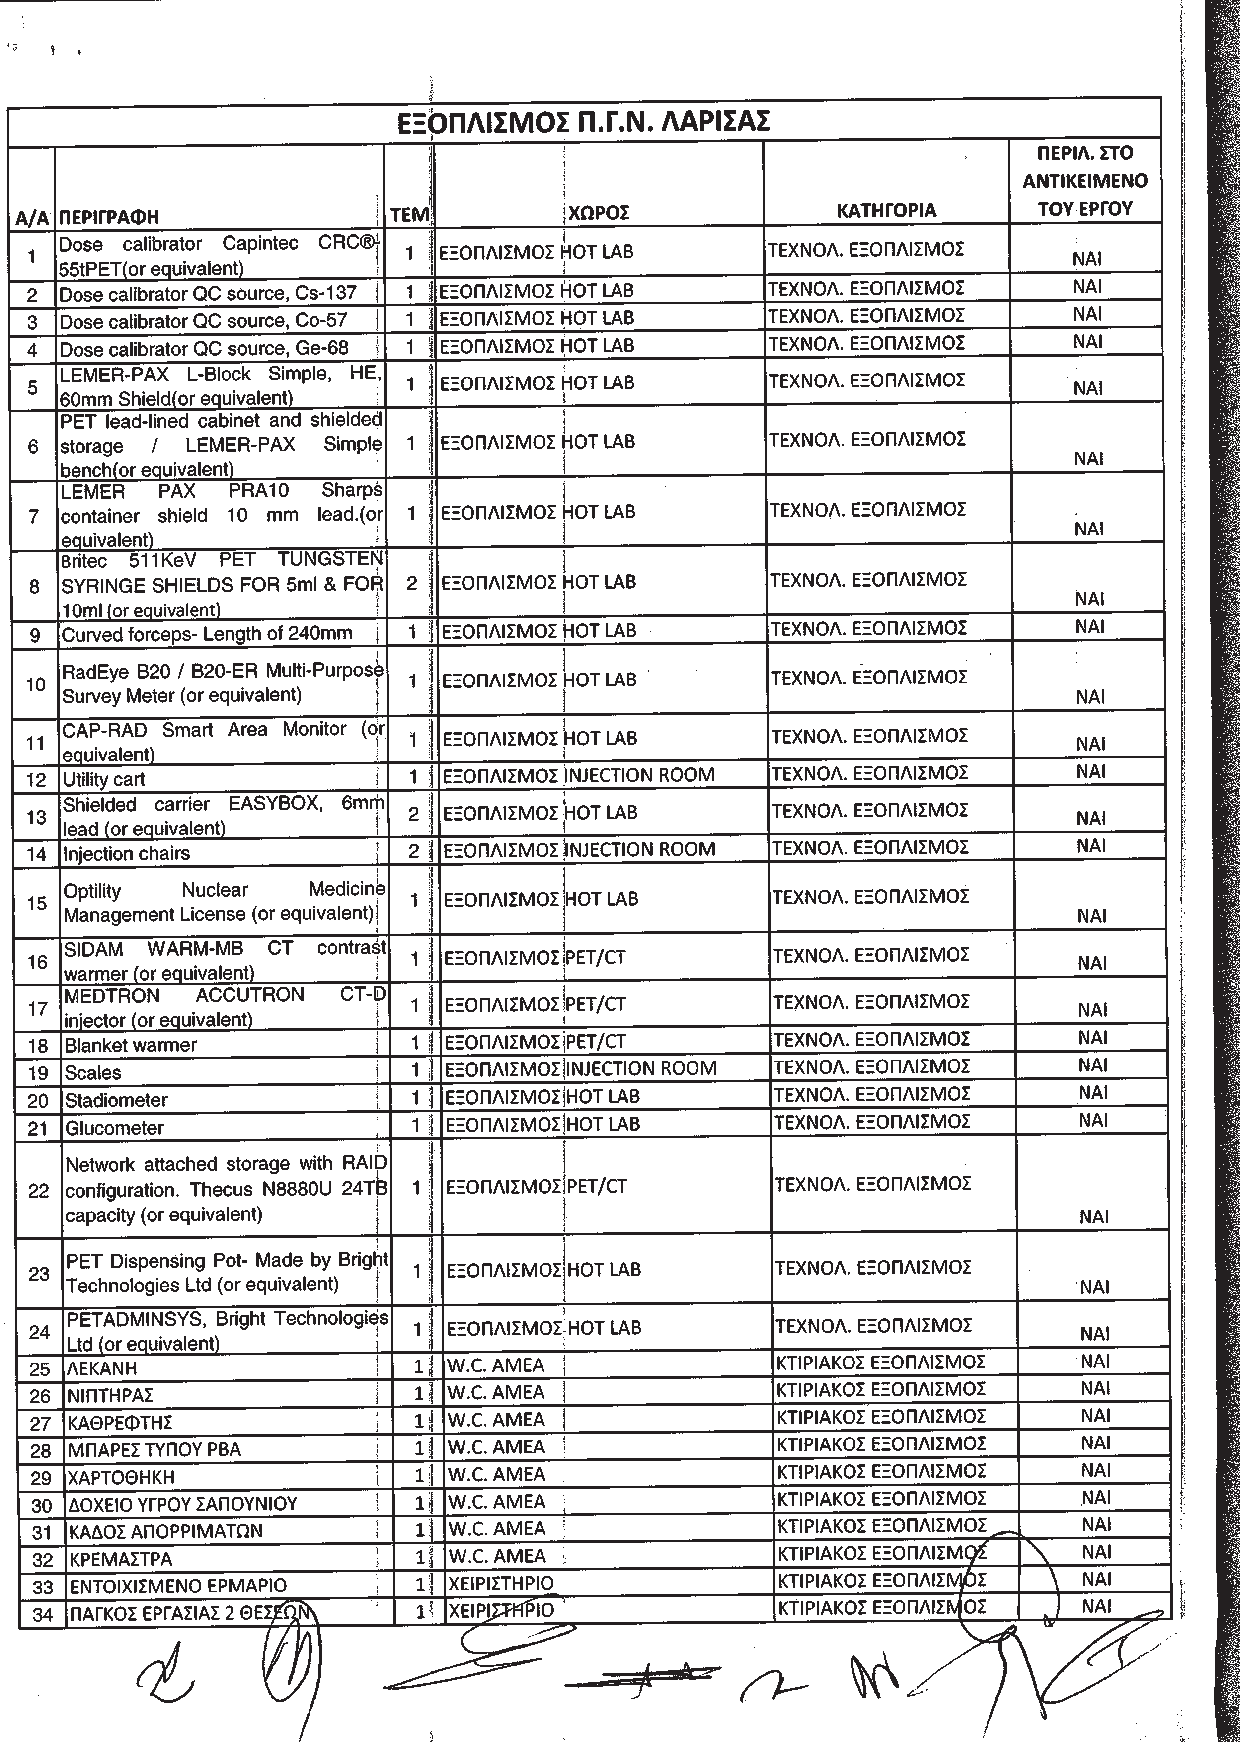 ΕΞΟΠΛΙΣΜΟΣ Π.Γ.Ν. ΛΑΡΙΣΑΣ
Α/Α ΠΕΡΙΓΡΑΦΗ ΤΕΜ ΧΩΡΟΣ ΚΑΤΗΓΟΡΙΑ ΠΕΡΙΛ. ΣΤΟ
ΑΝΤΙΚΕΙΜΕΝΟ
ΤΟΥ ΕΡΓΟΥ
1 Dose calibrator Capintec CRC®-
55tPET(or equivalent) 1 ΕΞΟΠΛΙΣΜΟΣ HOT LAB ΤΕΧΝΟΛ. ΕΞΟΠΛΙΣΜΟΣ ΝΑΙ
2 Dose calibrator QC source, Cs-137 1 ΕΞΟΠΛΙΣΜΟΣ HOT LAB ΤΕΧΝΟΛ. ΕΞΟΠΛΙΣΜΟΣ ΝΑΙ
3 Dose calibrator QC source, Co-57 1 ΕΞΟΠΛΙΣΜΟΣ HOT LAB ΤΕΧΝΟΛ. ΕΞΟΠΛΙΣΜΟΣ ΝΑΙ
4 Dose calibrator QC source, Ge-68 1 ΕΞΟΠΛΙΣΜΟΣ HOT LAB ΤΕΧΝΟΛ. ΕΞΟΠΛΙΣΜΟΣ ΝΑΙ
5 LEMER-PAX L-Block Simple, HE,
60mm Shield(or equivalent) 1 ΕΞΟΠΛΙΣΜΟΣ HOT LAB ΤΕΧΝΟΛ. ΕΞΟΠΛΙΣΜΟΣ ΝΑΙ
6 PET lead-lined cabinet and shielded
storage / LEMER-PAX Simple
bench(or equivalent) 1 ΕΞΟΠΛΙΣΜΟΣ HOT LAB ΤΕΧΝΟΛ. ΕΞΟΠΛΙΣΜΟΣ ΝΑΙ
7 LEMER PAX PRA10 Sharps
container shield 10 mm lead.(or
equivalent) 1 ΕΞΟΠΛΙΣΜΟΣ HOT LAB ΤΕΧΝΟΛ. ΕΞΟΠΛΙΣΜΟΣ ΝΑΙ
8 Britec 511KeV PET TUNGSTEN
SYRINGE SHIELDS FOR 5ml & FOR
10ml (or equivalent) 2 ΕΞΟΠΛΙΣΜΟΣ HOT LAB ΤΕΧΝΟΛ. ΕΞΟΠΛΙΣΜΟΣ ΝΑΙ
9 Curved forceps- Length of 240mm 1 ΕΞΟΠΛΙΣΜΟΣ HOT LAB ΤΕΧΝΟΛ. ΕΞΟΠΛΙΣΜΟΣ ΝΑΙ
10 RadEye B20 / B20-ER Multi-Purpose
Survey Meter (or equivalent) 1 ΕΞΟΠΛΙΣΜΟΣ HOT LAB ΤΕΧΝΟΛ. ΕΞΟΠΛΙΣΜΟΣ ΝΑΙ
11 CAP-RAD Smart Area Monitor (or
equivalent) 1 ΕΞΟΠΛΙΣΜΟΣ HOT LAB ΤΕΧΝΟΛ. ΕΞΟΠΛΙΣΜΟΣ ΝΑΙ
12 Utility cart 1 ΕΞΟΠΛΙΣΜΟΣ INJECTION ROOM ΤΕΧΝΟΛ. ΕΞΟΠΛΙΣΜΟΣ ΝΑΙ
13 Shielded carrier EASYBOX, 6mm
lead (or equivalent) 2 ΕΞΟΠΛΙΣΜΟΣ HOT LAB ΤΕΧΝΟΛ. ΕΞΟΠΛΙΣΜΟΣ ΝΑΙ
14 Injection chairs 2 ΕΞΟΠΛΙΣΜΟΣ INJECTION ROOM ΤΕΧΝΟΛ. ΕΞΟΠΛΙΣΜΟΣ ΝΑΙ
15 Optility Nuclear Medicine
Management License (or equivalent) 1 ΕΞΟΠΛΙΣΜΟΣ HOT LAB ΤΕΧΝΟΛ. ΕΞΟΠΛΙΣΜΟΣ ΝΑΙ
16 SIDAM WARM-MB CT contrast
warmer (or equivalent) 1 ΕΞΟΠΛΙΣΜΟΣ PET/CT ΤΕΧΝΟΛ. ΕΞΟΠΛΙΣΜΟΣ ΝΑΙ
17 MEDTRON ACCUTRON CT-D
injector (or equivalent) 1 ΕΞΟΠΛΙΣΜΟΣ PET/CT ΤΕΧΝΟΛ. ΕΞΟΠΛΙΣΜΟΣ ΝΑΙ
18 Blanket warmer 1 ΕΞΟΠΛΙΣΜΟΣ PET/CT ΤΕΧΝΟΛ. ΕΞΟΠΛΙΣΜΟΣ ΝΑΙ
19 Scales 1 ΕΞΟΠΛΙΣΜΟΣ INJECTION ROOM ΤΕΧΝΟΛ. ΕΞΟΠΛΙΣΜΟΣ ΝΑΙ
20 Stadiometer 1 ΕΞΟΠΛΙΣΜΟΣ HOT LAB ΤΕΧΝΟΛ. ΕΞΟΠΛΙΣΜΟΣ ΝΑΙ
21 Glucometer 1 ΕΞΟΠΛΙΣΜΟΣ HOT LAB ΤΕΧΝΟΛ. ΕΞΟΠΛΙΣΜΟΣ ΝΑΙ
22 Network attached storage with RAID
configuration. Thecus N8880U 24TB
capacity (or equivalent) 1 ΕΞΟΠΛΙΣΜΟΣ PET/CT ΤΕΧΝΟΛ. ΕΞΟΠΛΙΣΜΟΣ ΝΑΙ
23 PET Dispensing Pot- Made by Bright
Technologies Ltd (or equivalent) 1 ΕΞΟΠΛΙΣΜΟΣ HOT LAB ΤΕΧΝΟΛ. ΕΞΟΠΛΙΣΜΟΣ ΝΑΙ
24 PETADMINSYS, Bright Technologies
Ltd (or equivalent) 1 ΕΞΟΠΛΙΣΜΟΣ HOT LAB ΤΕΧΝΟΛ. ΕΞΟΠΛΙΣΜΟΣ ΝΑΙ
25 ΛΕΚΑΝΗ 1 W.C. ΑΜΕΑ ΚΤΙΡΙΑΚΟΣ ΕΞΟΠΛΙΣΜΟΣ ΝΑΙ
26 ΝΙΠΤΗΡΑΣ 1 W.C. ΑΜΕΑ ΚΤΙΡΙΑΚΟΣ ΕΞΟΠΛΙΣΜΟΣ ΝΑΙ
27 ΚΑΘΡΕΦΤΗΣ 1 W.C. ΑΜΕΑ ΚΤΙΡΙΑΚΟΣ ΕΞΟΠΛΙΣΜΟΣ ΝΑΙ
28 ΜΠΑΡΕΣ ΤΥΠΟΥ PBA 1 W.C. ΑΜΕΑ ΚΤΙΡΙΑΚΟΣ ΕΞΟΠΛΙΣΜΟΣ ΝΑΙ
29 ΧΑΡΤΟΘΗΚΗ 1 W.C. ΑΜΕΑ ΚΤΙΡΙΑΚΟΣ ΕΞΟΠΛΙΣΜΟΣ ΝΑΙ
30 ΔΟΧΕΙΟ ΥΓΡΟΥ ΣΑΠΟΥΝΙΟΥ 1 W.C. ΑΜΕΑ ΚΤΙΡΙΑΚΟΣ ΕΞΟΠΛΙΣΜΟΣ ΝΑΙ
31 ΚΑΔΟΣ ΑΠΟΡΡΙΜΑΤΩΝ 1 W.C. ΑΜΕΑ ΚΤΙΡΙΑΚΟΣ ΕΞΟΠΛΙΣΜΟΣ ΝΑΙ
32 ΚΡΕΜΑΣΤΡΑ 1 W.C. ΑΜΕΑ ΚΤΙΡΙΑΚΟΣ ΕΞΟΠΛΙΣΜΟΣ ΝΑΙ
33 ΕΝΤΟΙΧΙΣΜΕΝΟ ΕΡΜΑΡΙΟ 1 ΧΕΙΡΙΣΤΗΡΙΟ ΚΤΙΡΙΑΚΟΣ ΕΞΟΠΛΙΣΜΟΣ ΝΑΙ
34 ΠΑΓΚΟΣ ΕΡΓΑΣΙΑΣ 2 ΘΕΣΕΩΝ 1 ΧΕΙΡΙΣΤΗΡΙΟ ΚΤΙΡΙΑΚΟΣ ΕΞΟΠΛΙΣΜΟΣ ΝΑΙ